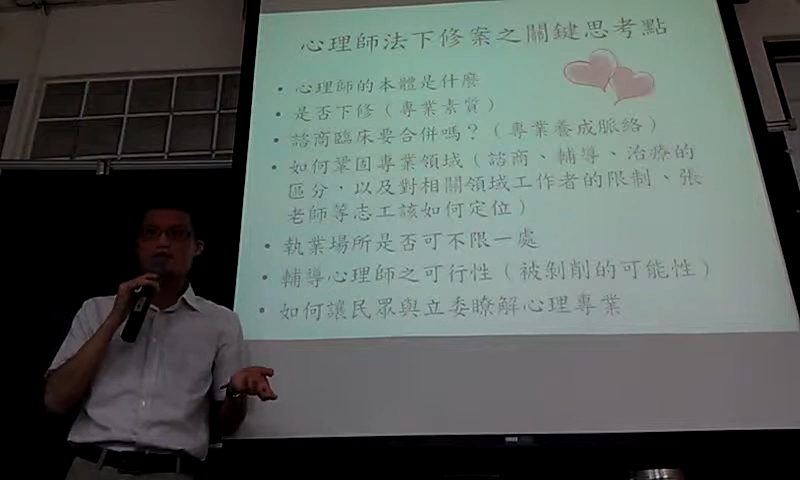 心理師法下修案之關鍵思考點
• 心理師的本體是什麼
• 是否下修（專業素質）
• 諮商臨床要合併嗎？（專業養成脈絡）
• 如何鞏固專業領域（諮商、輔導、治療的
區分，以及對相關領域工作者的限制、張
老師等志工該如何定位）
• 執業場所是否可不限一處
• 輔導心理師之可行性（被剝削的可能性）
• 如何讓民眾與立委瞭解心理專業